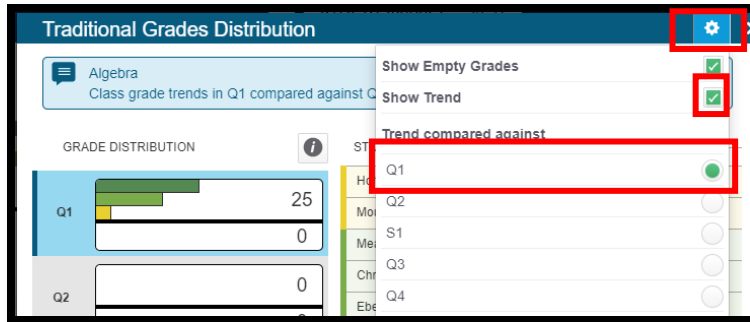 Traditional Grades Distribution
Algebra
Class grade trends in Q1 compared against
Show Empty Grades
Show Trend
Trend compared against
GRADE DISTRIBUTION
Q1
25
0
Q2
0
Q1
Q2
S1
Q3
Q4